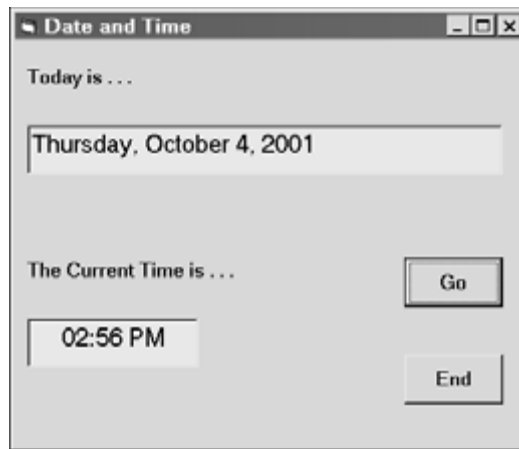 Date and Time
Today is . . .
Thursday, October 4, 2001
The Current Time is . . .
Go
02:56 PM
End